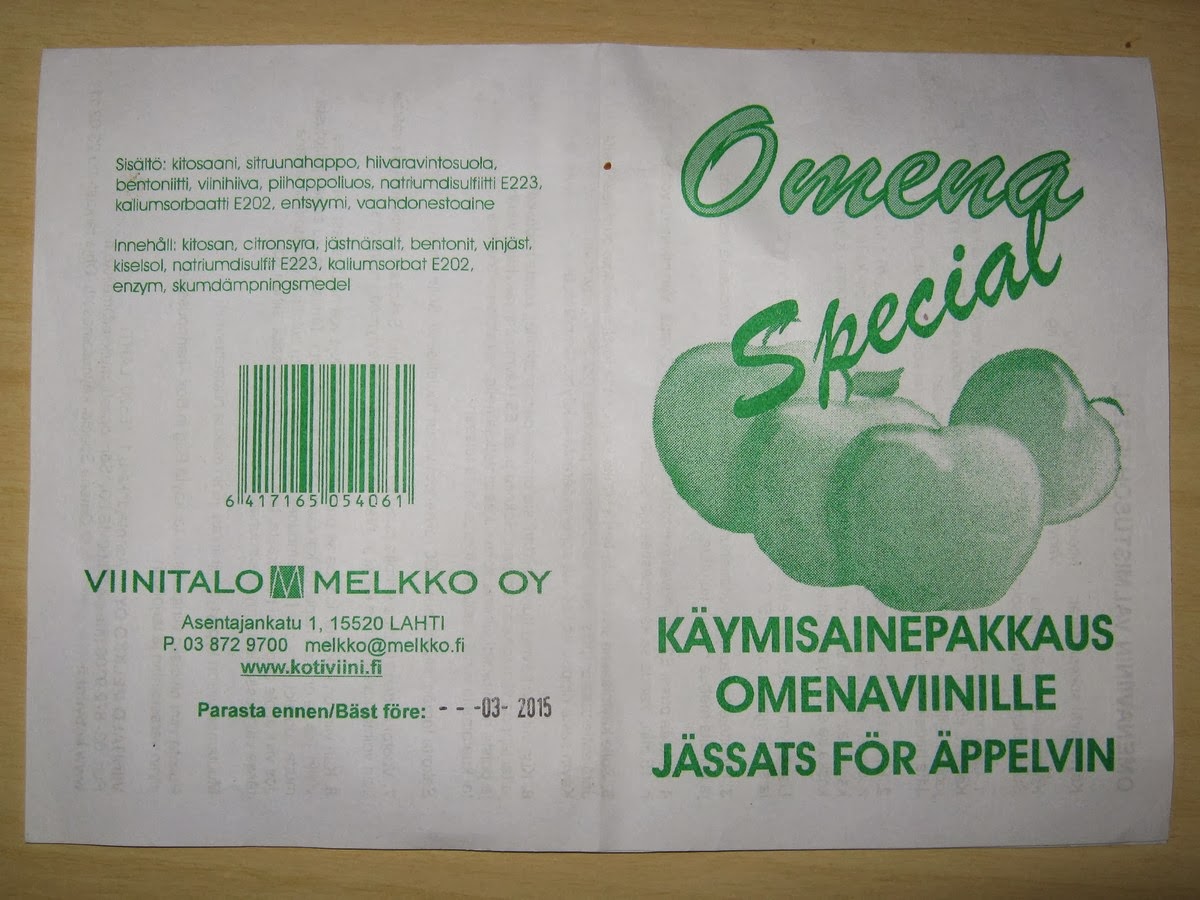 Sisältö: kitosaani, sitruunahappo, hiivaravintosuola,
bentoniitti, viinihiiva, piihappoliuos, natriumdisulfiitti E223,
kaliumsorbaatti E202, entsyymi, vaahdonestoaine
Innehåll: kitosan, citronsyra, jästnärsalt, bentonit, vinjäst,
kiselsol, natriumdisulfit E223, kaliumsorbat E202,
enzym, skumdämpningsmedel
6 417165 054061
VIINITALO MELKKO OY
Asentajankatu 1, 15520 LAHTI
P. 03 872 9700 melkko@melkko.fi
www.kotiviini.fi
Parasta ennen/Bäst före: - - -03- 2015
Omena
Special
KÄYMISAINEPAKKAUS
OMENAVIINILLE
JÄSSATS FÖR ÄPPELVIN